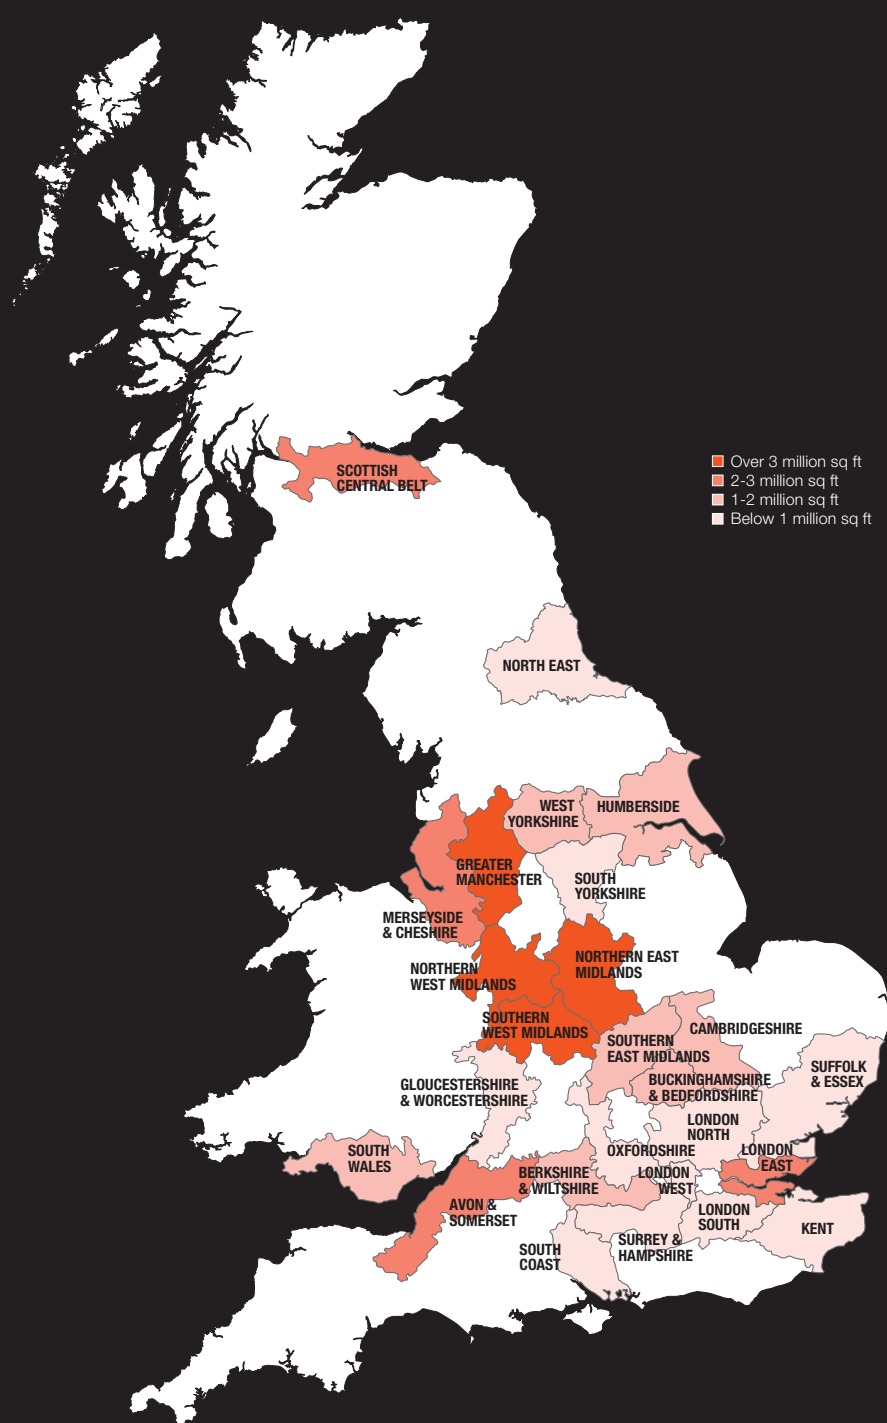 Over 3 million sq ft
2-3 million sq ft
1-2 million sq ft
Below 1 million sq ft
SCOTTISH
CENTRAL BELT
NORTH EAST
WEST
YORKSHIRE
HUMBERSIDE
GREATER
MANCHESTER
SOUTH
YORKSHIRE
MERSEYSIDE
& CHESHIRE
NORTHERN
WEST MIDLANDS
NORTHERN EAST
MIDLANDS
SOUTHERN
WEST MIDLANDS
SOUTHERN
EAST MIDLANDS
CAMBRIDGESHIRE
SUFFOLK
& ESSEX
BUCKINGHAMSHIRE
& BEDFORDSHIRE
GLOUCESTERSHIRE
& WORCESTERSHIRE
LONDON
NORTH
SOUTH
WALES
OXFORDSHIRE
LONDON
EAST
BERKSHIRE
& WILTSHIRE
LONDON
WEST
AVON &
SOMERSET
LONDON
SOUTH
KENT
SURREY &
HAMPSHIRE
SOUTH
COAST